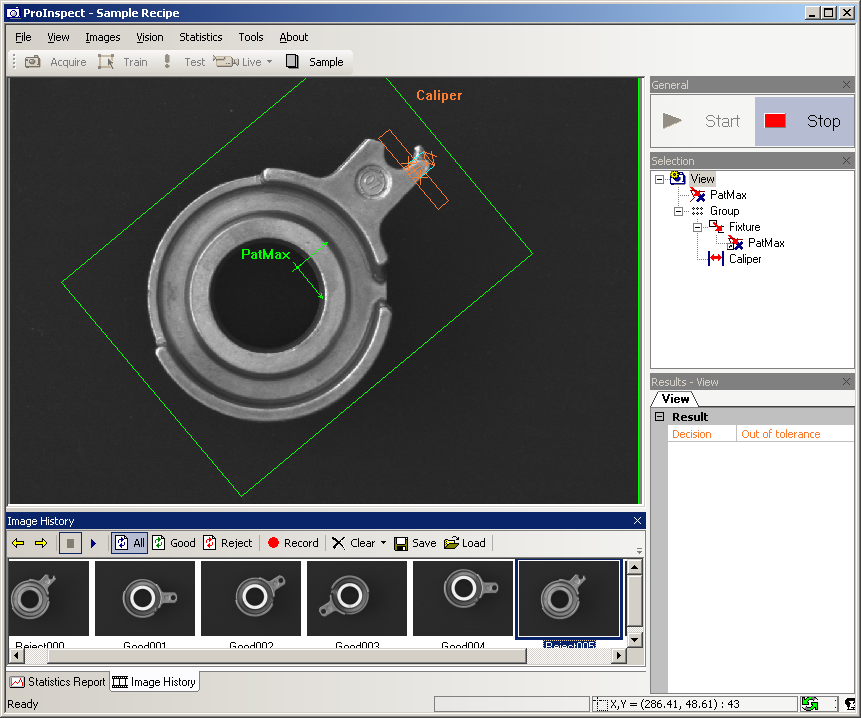 ProInspect - Sample Recipe
File View Images Vision Statistics Tools About
Acquire Train Test Live Sample
Caliper
PatMax
General
Start Stop
Selection
View
PatMax
Group
Fixture
PatMax
Caliper
Results - View
View
Result
Decision Out of tolerance
Image History
All Good Reject Record Clear Save Load
Reject000 Good001 Good002 Good003 Good004 Reject005
Statistics Report Image History
Ready X,Y = (286.41, 48.61) : 43